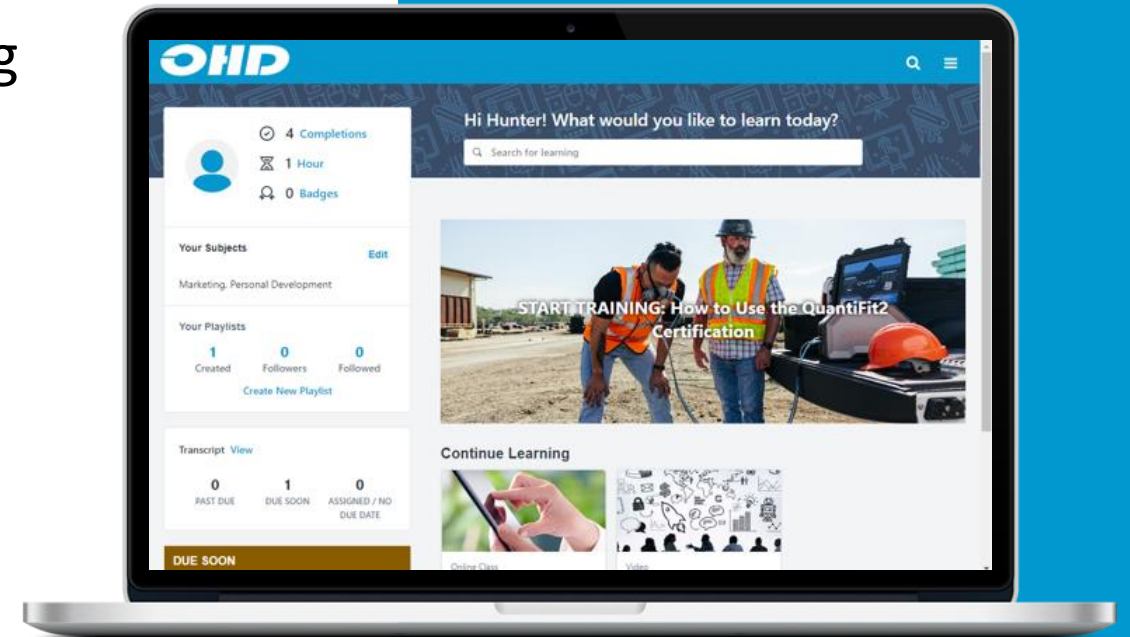 g
OHD
Hi Hunter! What would you like to learn today?
Search for learning
4 Completions
1 Hour
0 Badges
Your Subjects Edit
Marketing, Personal Development
Your Playlists
1 0 0
Created Followers Followed
Create New Playlist
Transcript View
0 1 0
PAST DUE DUE SOON ASSIGNED / NO
DUE DATE
DUE SOON
START TRAINING: How to Use the QuantiFit2
Certification
Continue Learning
Online Class Video